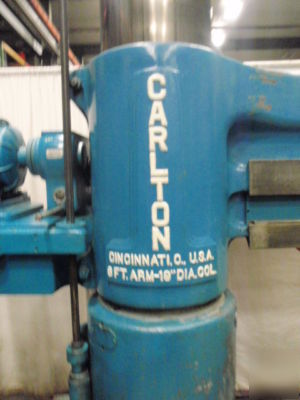 CARLTON
CINCINNATI, O., U.S.A.
6 FT. ARM-19" DIA. COL.